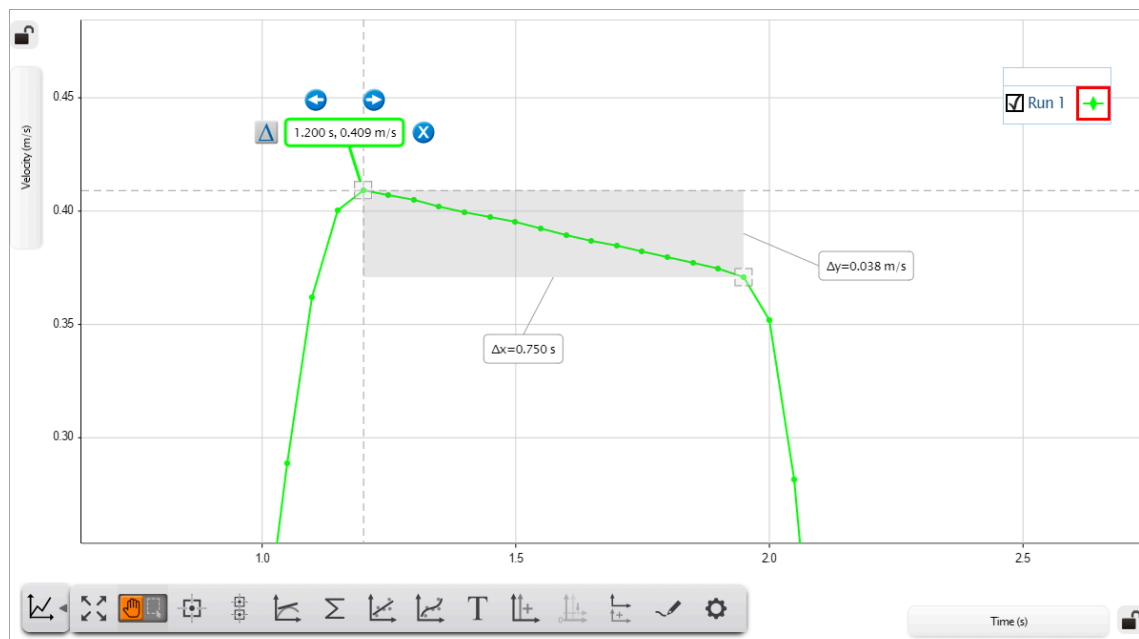 0.45
Run 1
Δ
1.200 s, 0.409 m/s
X
Velocity (m/s)
0.40
Δy=0.038 m/s
0.35
Δx=0.750 s
0.30
1.0
1.5
2.0
2.5
Σ
T
Time (s)